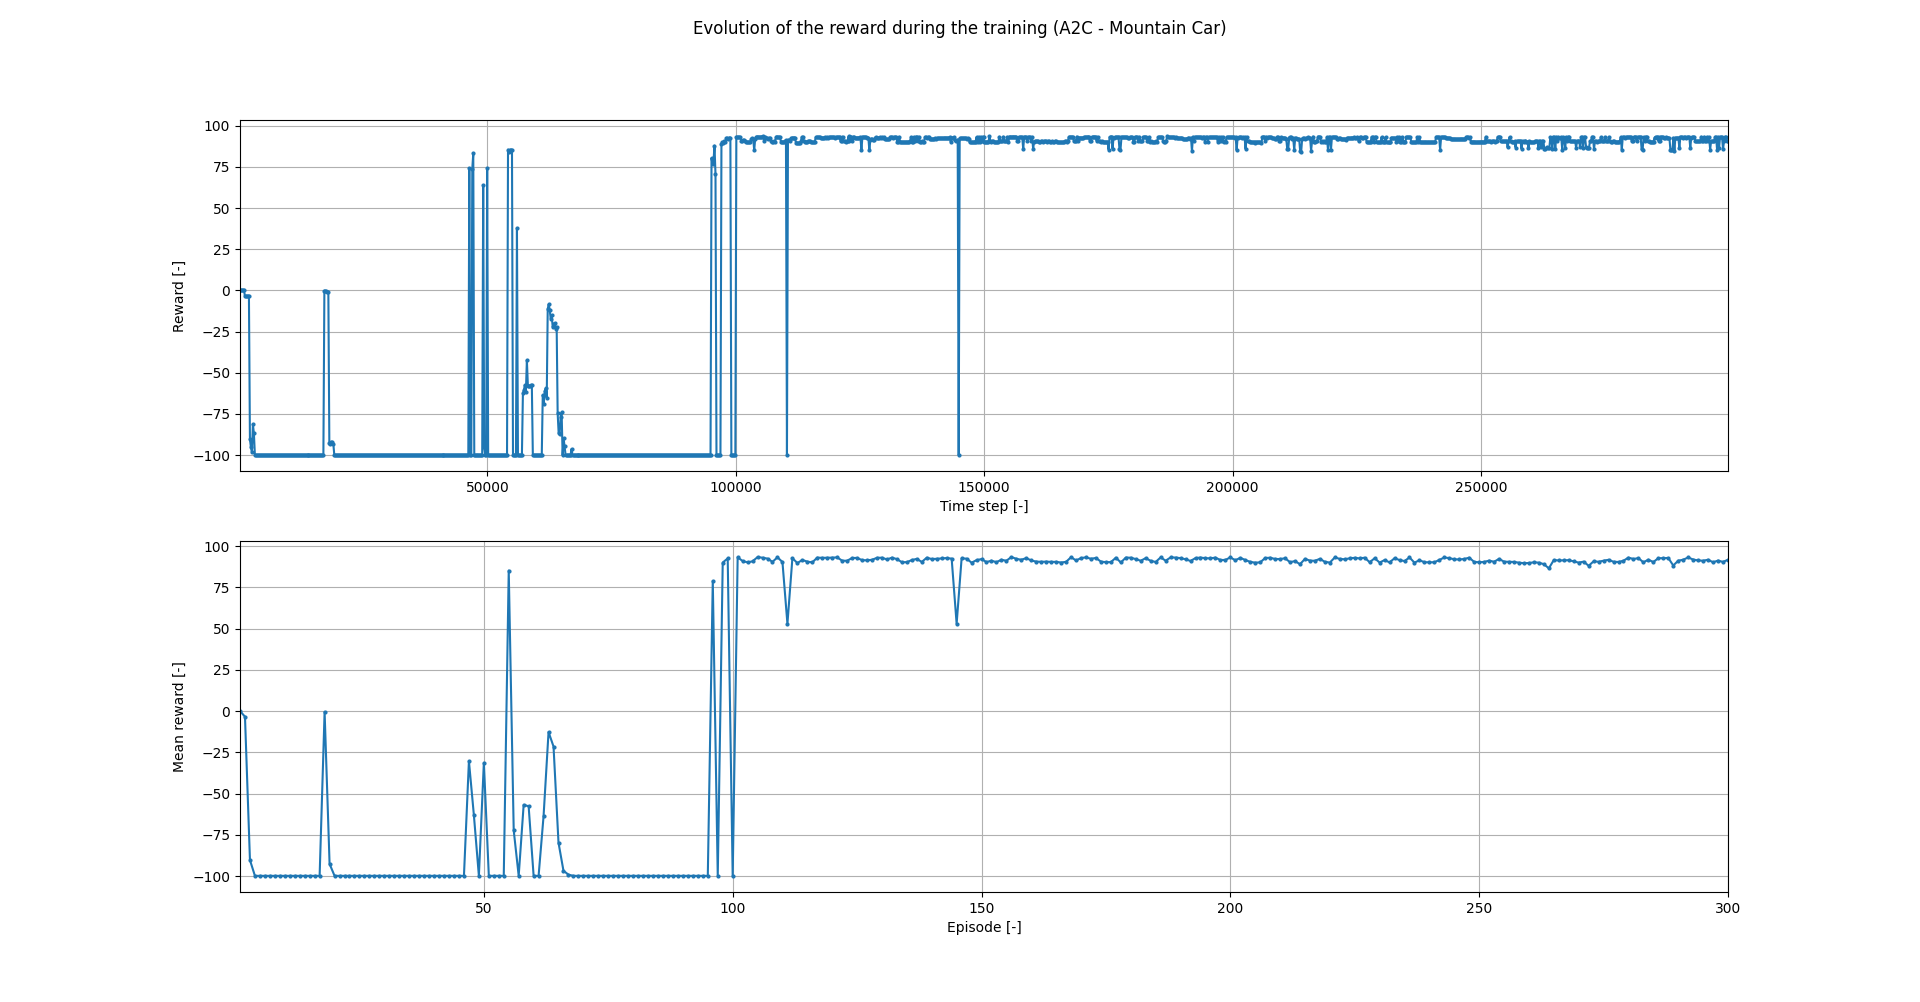 Evolution of the reward during the training (A2C - Mountain Car)
100
75
50
25
0
−25
−50
−75
−100
Reward [-]
50000 100000 150000 200000 250000
Time step [-]
100
75
50
25
0
−25
−50
−75
−100
Mean reward [-]
50 100 150 200 250 300
Episode [-]